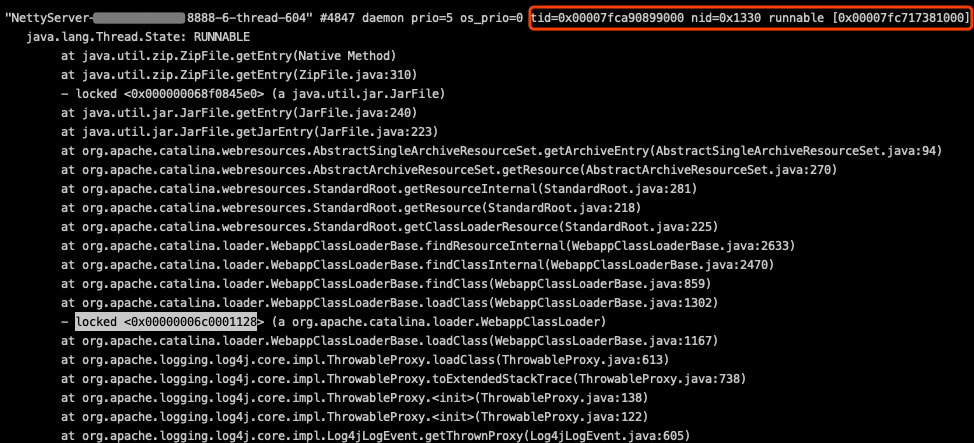 "NettyServer- 8888-6-thread-604" #4847 daemon prio=5 os_prio=0 tid=0x00007fca90899000 nid=0x1330 runnable [0x00007fc717381000]
java.lang.Thread.State: RUNNABLE
at java.util.zip.ZipFile.getEntry(Native Method)
at java.util.zip.ZipFile.getEntry(ZipFile.java:310)
- locked <0x000000068f0845e0> (a java.util.jar.JarFile)
at java.util.jar.JarFile.getEntry(JarFile.java:240)
at java.util.jar.JarFile.getJarEntry(JarFile.java:223)
at org.apache.catalina.webresources.AbstractSingleArchiveResourceSet.getArchiveEntry(AbstractSingleArchiveResourceSet.java:94)
at org.apache.catalina.webresources.AbstractArchiveResourceSet.getResource(AbstractArchiveResourceSet.java:270)
at org.apache.catalina.webresources.StandardRoot.getResourceInternal(StandardRoot.java:281)
at org.apache.catalina.webresources.StandardRoot.getResource(StandardRoot.java:218)
at org.apache.catalina.webresources.StandardRoot.getClassLoaderResource(StandardRoot.java:225)
at org.apache.catalina.loader.WebappClassLoaderBase.findResourceInternal(WebappClassLoaderBase.java:2633)
at org.apache.catalina.loader.WebappClassLoaderBase.findClassInternal(WebappClassLoaderBase.java:2470)
at org.apache.catalina.loader.WebappClassLoaderBase.findClass(WebappClassLoaderBase.java:859)
at org.apache.catalina.loader.WebappClassLoaderBase.loadClass(WebappClassLoaderBase.java:1302)
- locked <0x00000006c0001128> (a org.apache.catalina.loader.WebappClassLoader)
at org.apache.catalina.loader.WebappClassLoaderBase.loadClass(WebappClassLoaderBase.java:1167)
at org.apache.logging.log4j.core.impl.ThrowableProxy.loadClass(ThrowableProxy.java:613)
at org.apache.logging.log4j.core.impl.ThrowableProxy.toExtendedStackTrace(ThrowableProxy.java:738)
at org.apache.logging.log4j.core.impl.ThrowableProxy.<init>(ThrowableProxy.java:138)
at org.apache.logging.log4j.core.impl.ThrowableProxy.<init>(ThrowableProxy.java:122)
at org.apache.logging.log4j.core.impl.Log4jLogEvent.getThrownProxy(Log4jLogEvent.java:605)